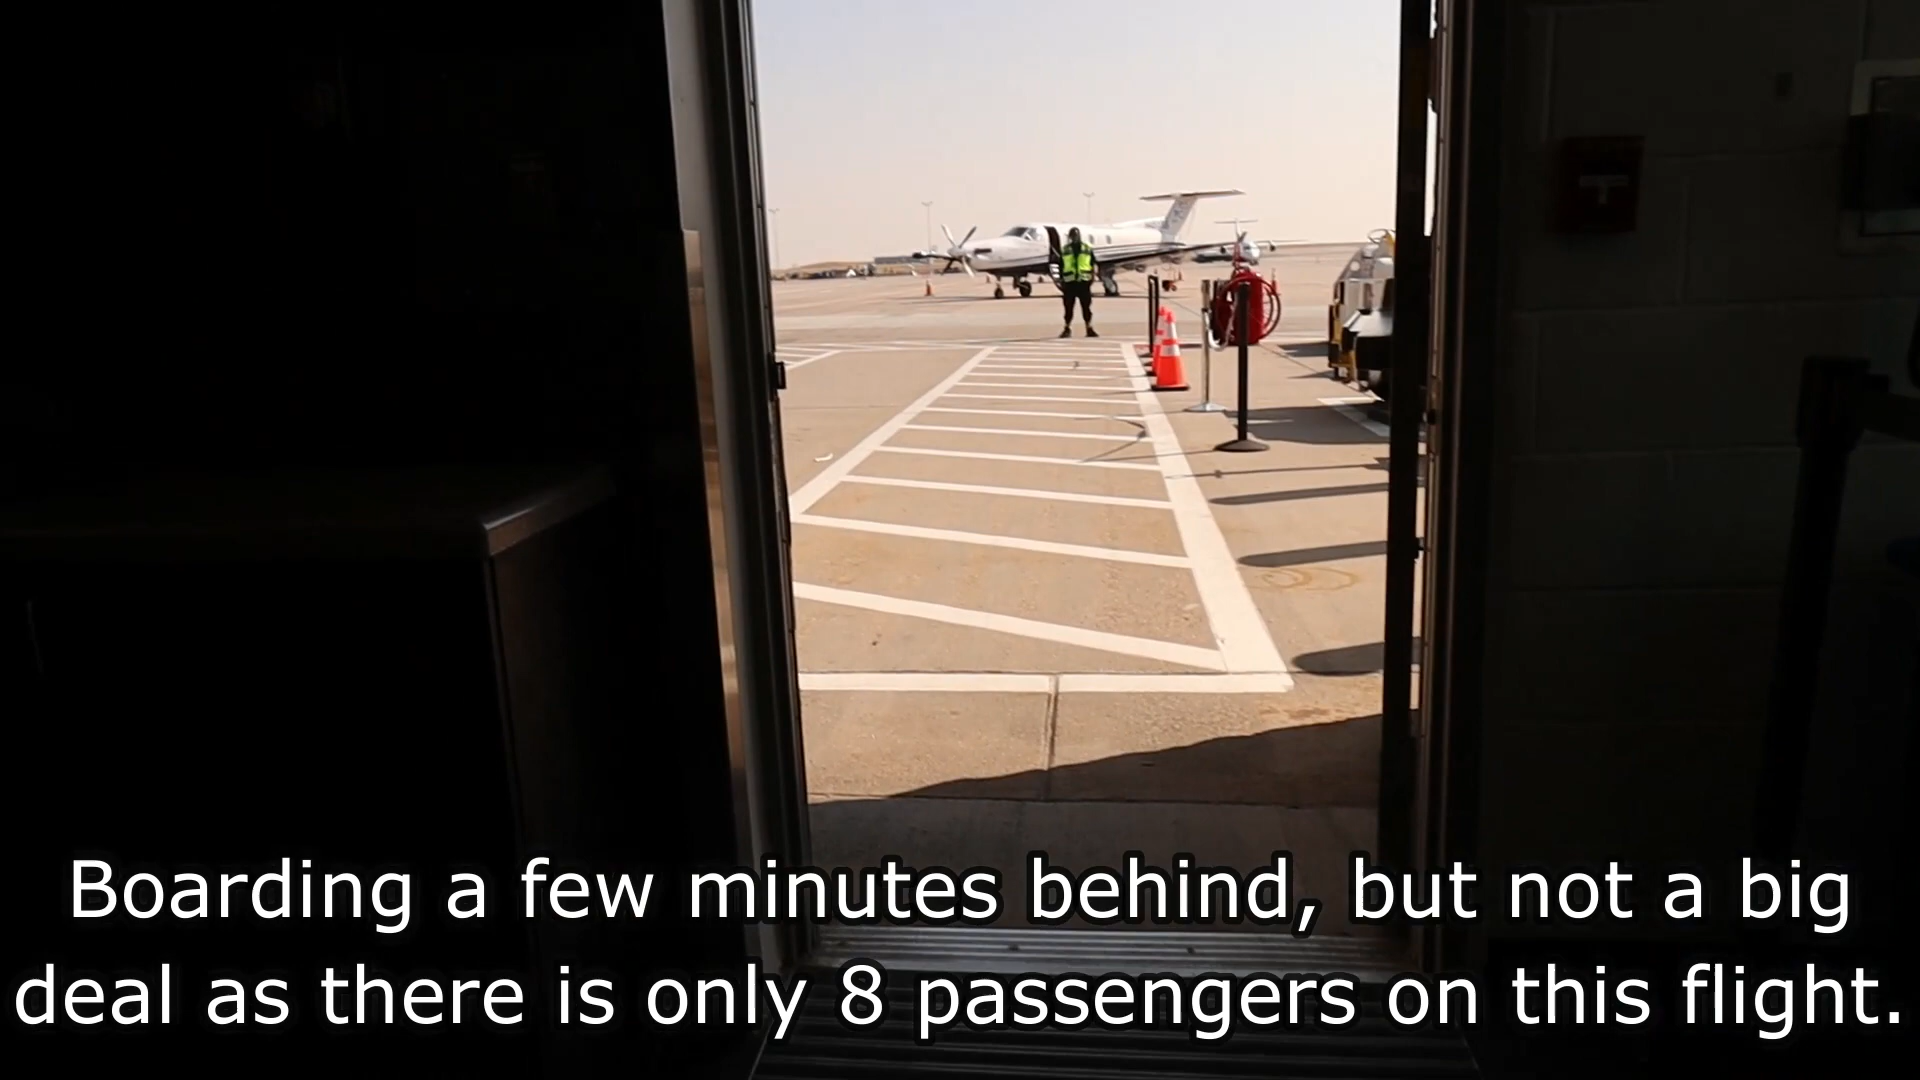 Boarding a few minutes behind, but not a big
deal as there is only 8 passengers on this flight.